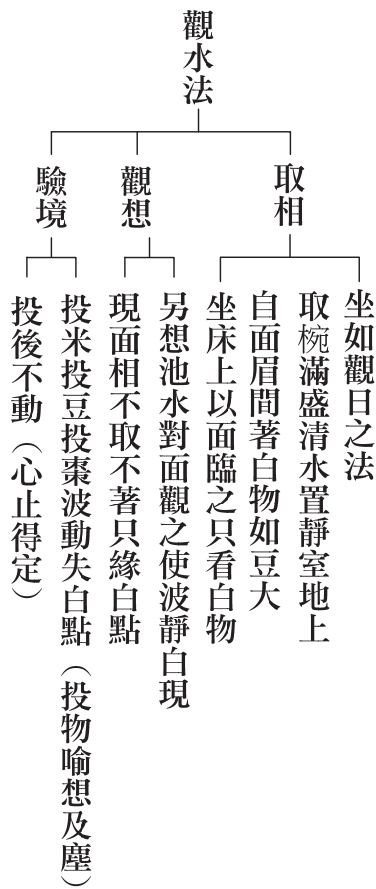 觀水法
取相
坐如觀日之法
取椀滿盛清水置靜室地上
自面眉間著白物如豆大
坐床上以面臨之只看白物
觀想
另想池水對面觀之使波靜白現
現面相不取不著只緣白點
驗境
投米投豆投棗波動失白點（投物喻想及塵）
投後不動（心止得定）